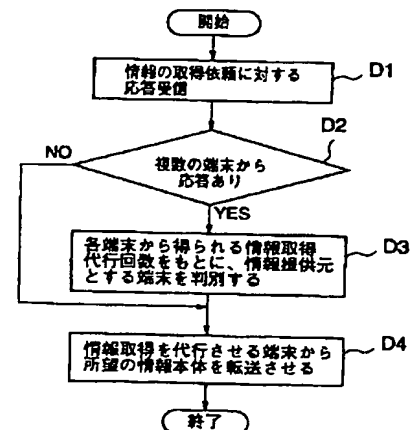 開始
情報の取得依頼に対する
応答受信
D1
D2
複数の端末から
応答あり
NO
YES
各端末から得られる情報取得
代行回数をもとに、情報提供元
とする端末を判別する
D3
情報取得を代行させる端末から
所望の情報本体を転送させる
D4
終了